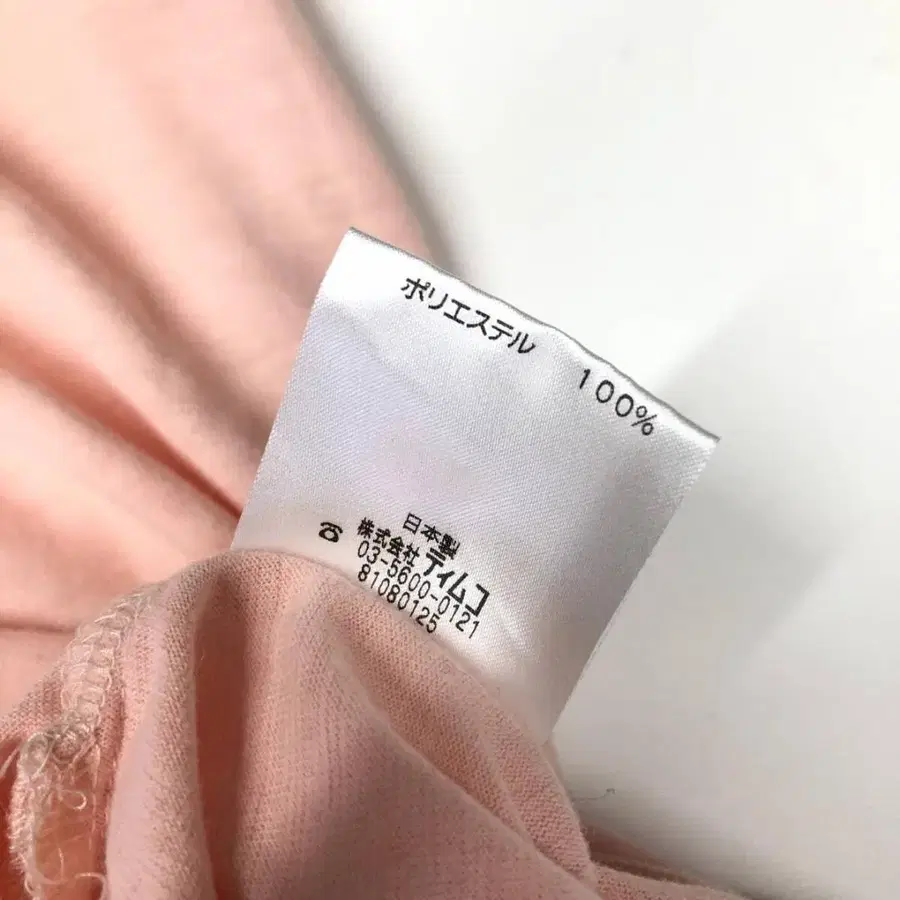 ポリエステル 100%
日本製
株式会社 ティムコ
☎ 03-5600-0121
81080125